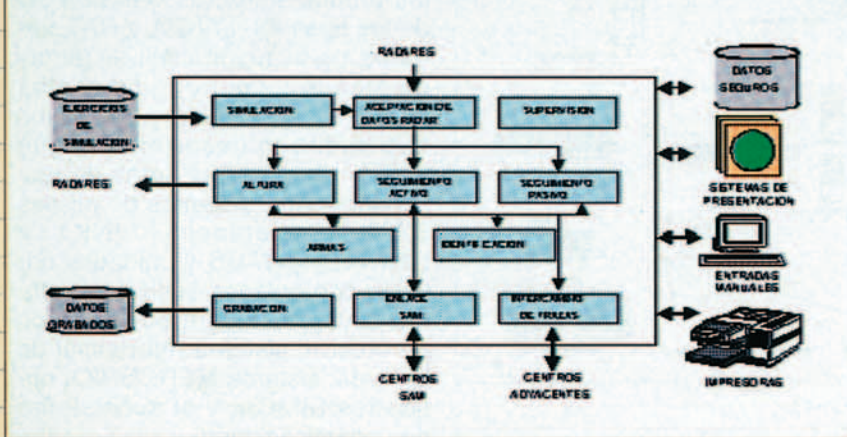 RADARES
EJERCICIOS
DE
SIMULACION
SIMULACION
ACEPTACION DE
DATOS RADAR
SUPERVISION
DATOS
SEGUROS
RADARES
ALTURA
SEGUIMIENTO
ACTIVO
SEGUIMIENTO
PASIVO
SISTEMAS DE
PRESENTACION
ARMAS
IDENTIFICACION
ENTRADAS
MANUALES
DATOS
GRABADOS
GRABACION
ENLACE
SAM
INTERCAMBIO
DE TRAZAS
IMPRESORAS
CENTROS
SAM
CENTROS
ADYACENTES